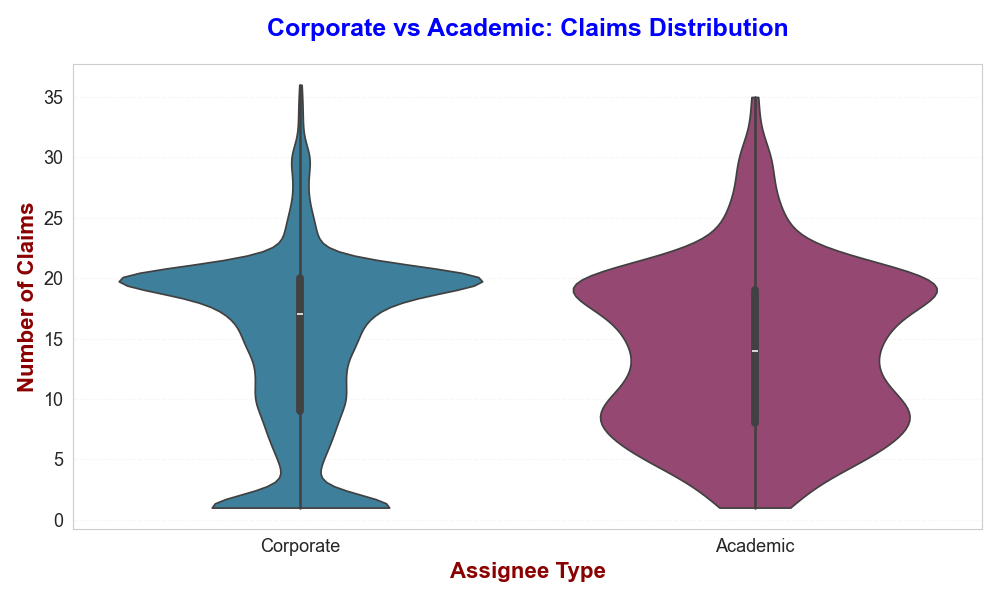 Corporate vs Academic: Claims Distribution
Number of Claims
35
30
25
20
15
10
5
0
Corporate
Academic
Assignee Type